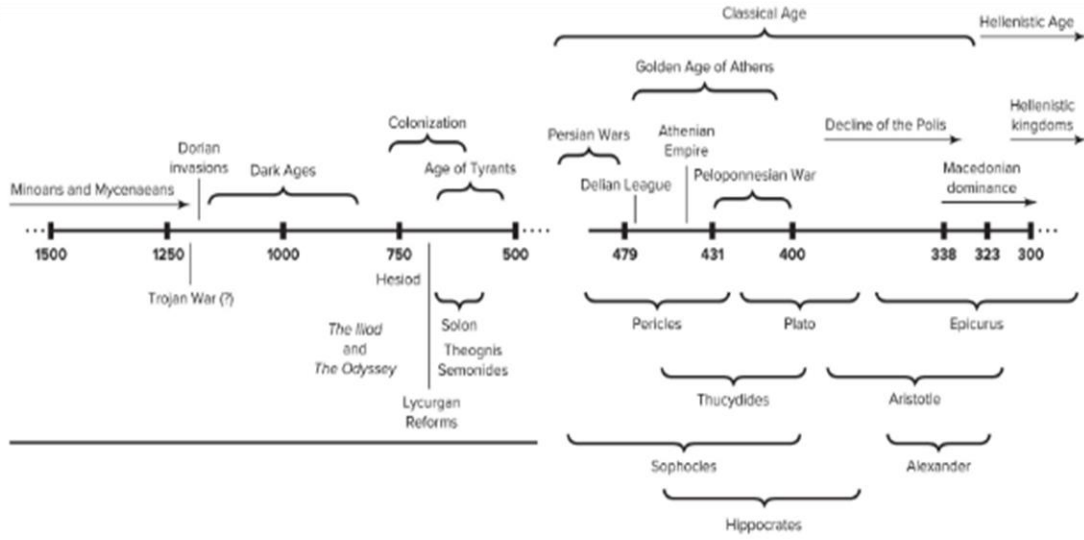 Classical Age
Hellenistic Age
Golden Age of Athens
Hellenistic
kingdoms
Colonization
Persian Wars
Athenian
Empire
Decline of the Polis
Dorian
invasions
Dark Ages
Age of Tyrants
Minoans and Mycenaeans
Delian League
Peloponnesian War
Macedonian
dominance
1500 1250 1000 750 500 479 431 400 338 323 300
Trojan War (?)
Hesiod
The Iliad
and
The Odyssey
Solon
Theognis
Semonides
Lycurgan
Reforms
Pericles
Plato
Epicurus
Thucydides
Aristotle
Sophocles
Alexander
Hippocrates